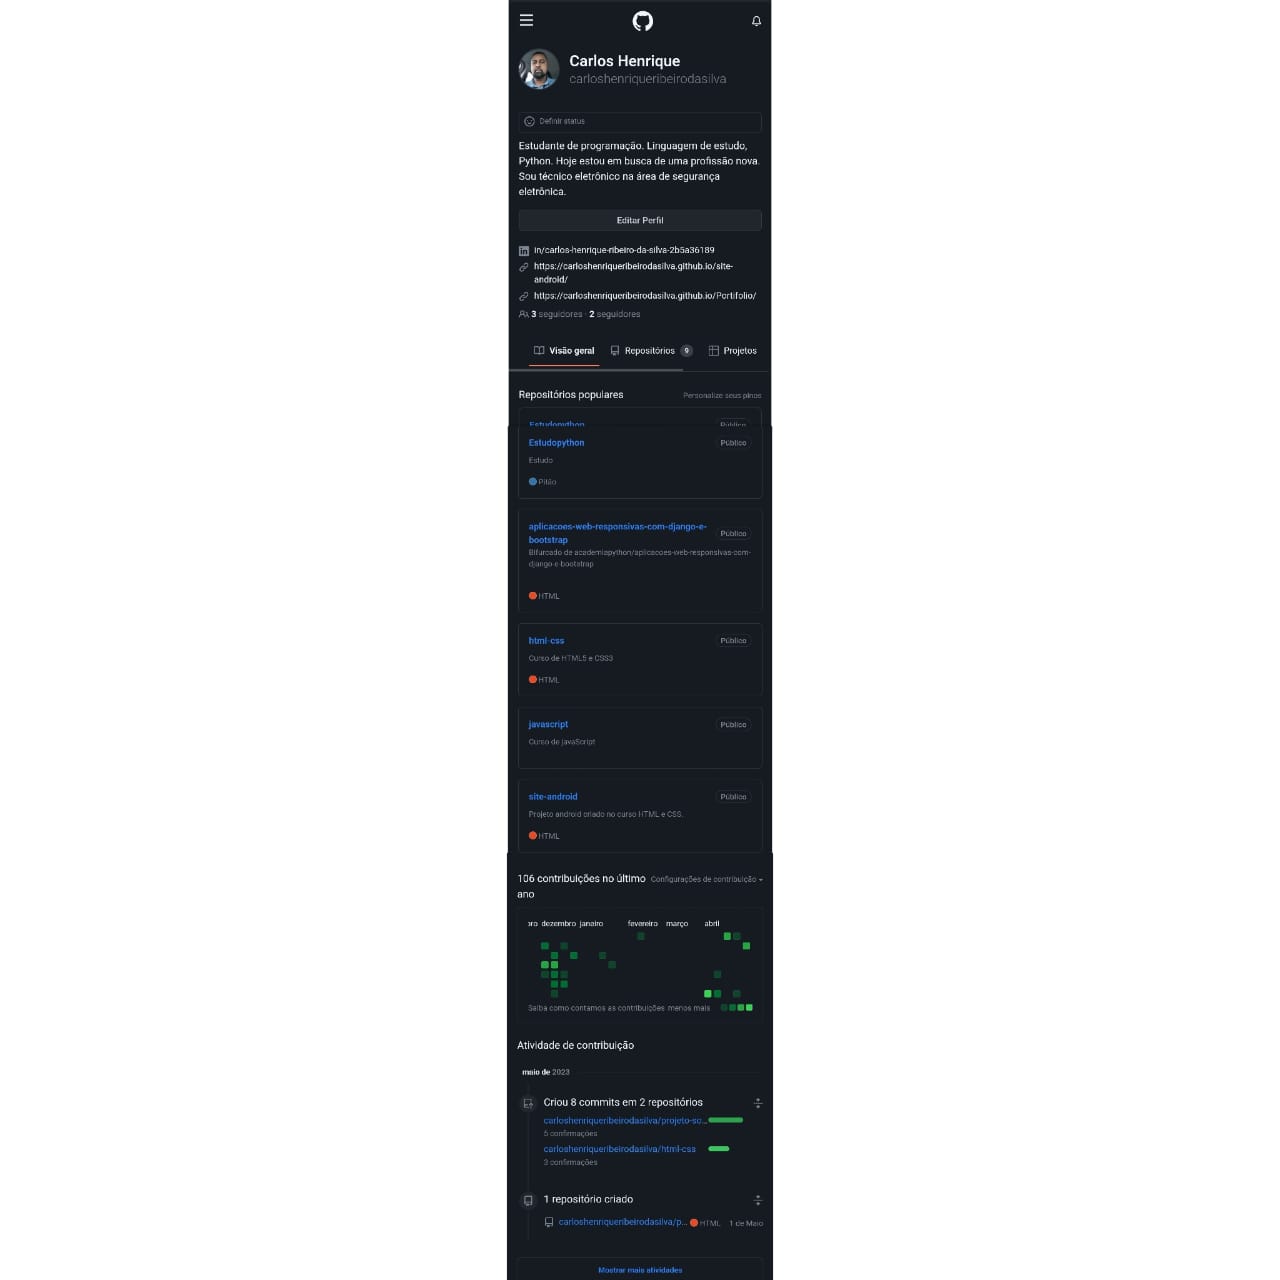 Carlos Henrique
carloshenriqueribeirodasilva
Definir status
Estudante de programação. Linguagem de estudo,
Python. Hoje estou em busca de uma profissão nova.
Sou técnico eletrônico na área de segurança
eletrônica.
Editar Perfil
in/carlos-henrique-ribeiro-da-silva-2b5a36189
https://carloshenriqueribeirodasilva.github.io/site-
android/
https://carloshenriqueribeirodasilva.github.io/Portifolio/
3 seguidores · 2 seguidores
Visão geral Repositórios 9 Projetos
Repositórios populares Personalize seus pinos
Estudopython Público
Estudopython Público
Estudo
Pitão
aplicacoes-web-responsivas-com-django-e-
bootstrap Público
Bifurcado de academiapython/aplicacoes-web-responsivas-com-
django-e-bootstrap
HTML
html-css Público
Curso de HTML5 e CSS3
HTML
javascript Público
Curso de javaScript
site-android Público
Projeto android criado no curso HTML e CSS.
HTML
106 contribuições no último Configurações de contribuição
ano
bro dezembro janeiro fevereiro março abril
Saiba como contamos as contribuições menos mais
Atividade de contribuição
maio de 2023
Criou 8 commits em 2 repositórios
carloshenriqueribeirodasilva/projeto-so...
5 confirmações
carloshenriqueribeirodasilva/html-css
3 confirmações
1 repositório criado
carloshenriqueribeirodasilva/p... HTML 1 de Maio
Mostrar mais atividades